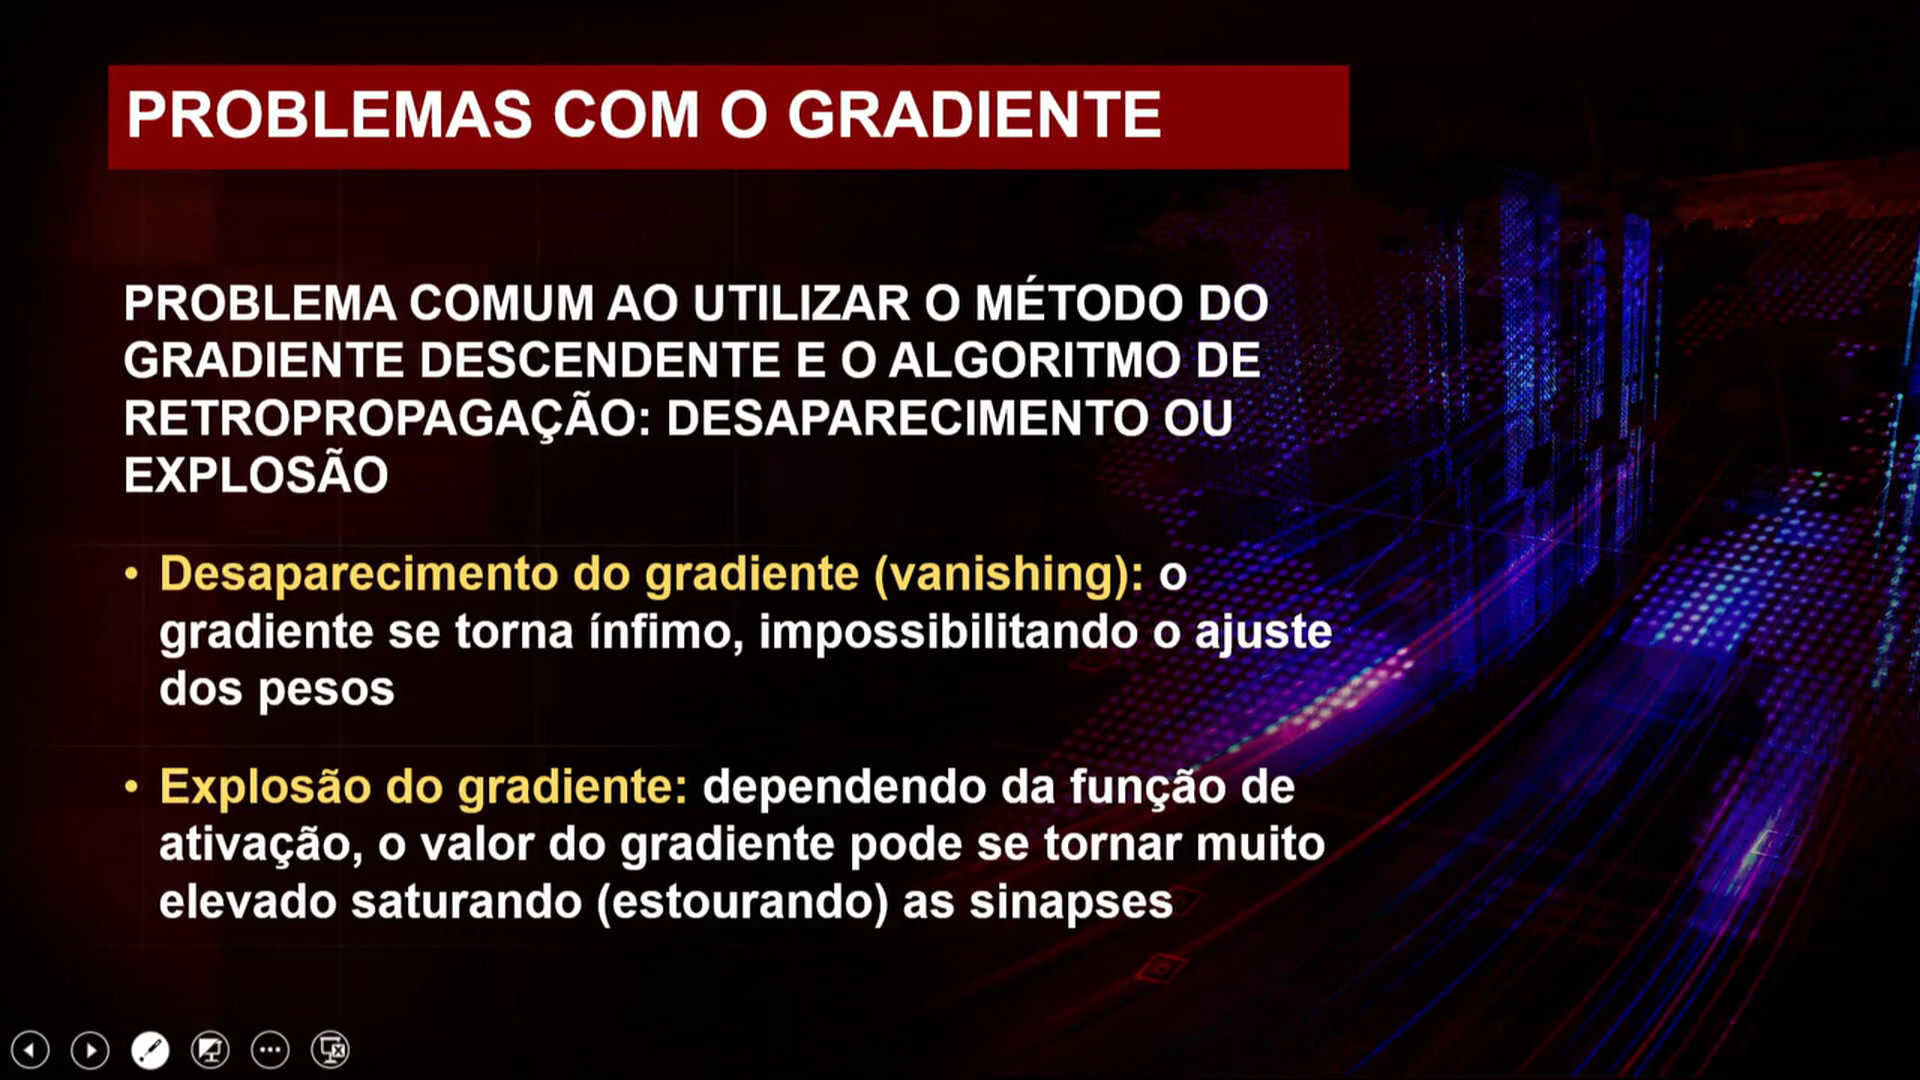 PROBLEMAS COM O GRADIENTE
PROBLEMA COMUM AO UTILIZAR O MÉTODO DO
GRADIENTE DESCENDENTE E O ALGORITMO DE
RETROPROPAGAÇÃO: DESAPARECIMENTO OU
EXPLOSÃO
• Desaparecimento do gradiente (vanishing): o
gradiente se torna ínfimo, impossibilitando o ajuste
dos pesos
• Explosão do gradiente: dependendo da função de
ativação, o valor do gradiente pode se tornar muito
elevado saturando (estourando) as sinapses